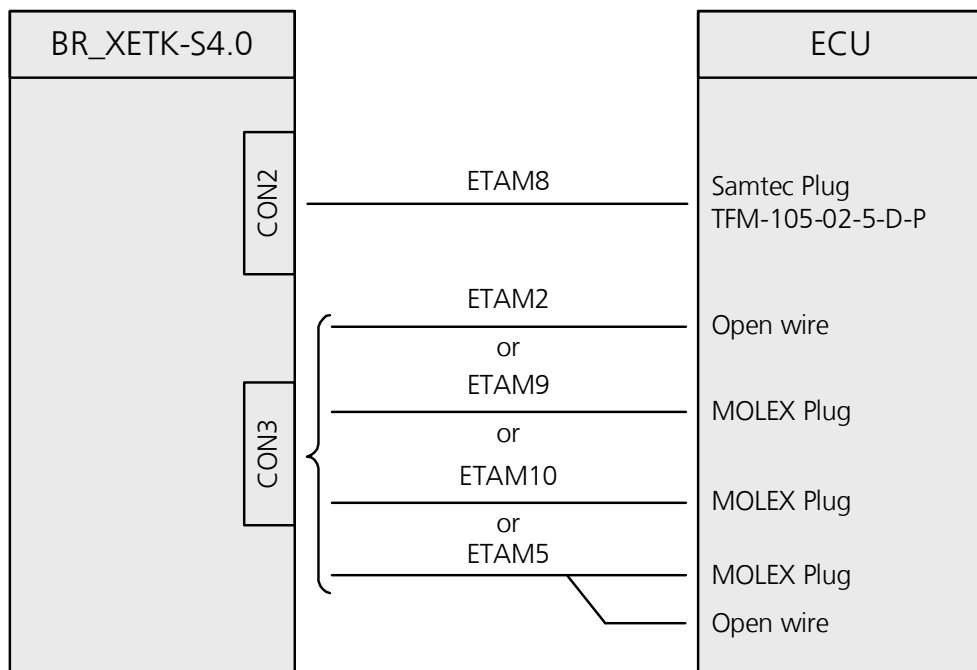 BR_XETK-S4.0
ECU
CON2
ETAM8
Samtec Plug
TFM-105-02-5-D-P
ETAM2
Open wire
or
ETAM9
MOLEX Plug
or
CON3
ETAM10
MOLEX Plug
or
ETAM5
MOLEX Plug
Open wire